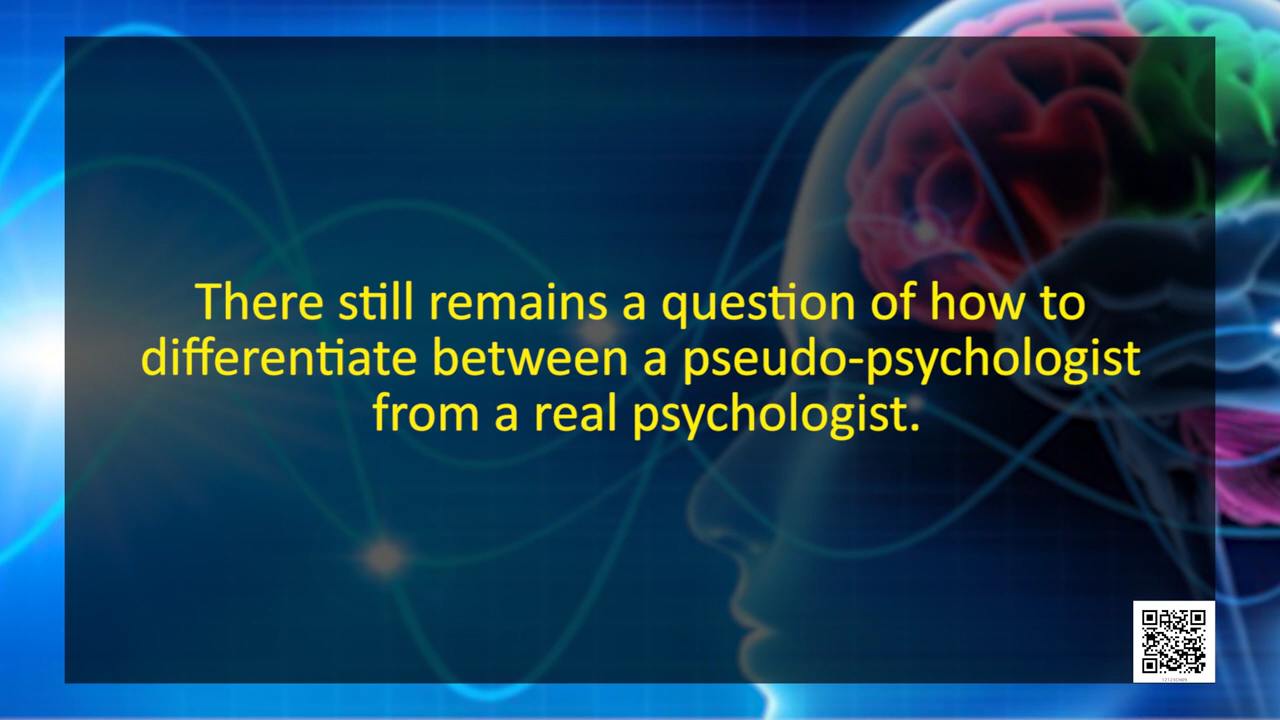 There still remains a question of how to
differentiate between a pseudo-psychologist
from a real psychologist.